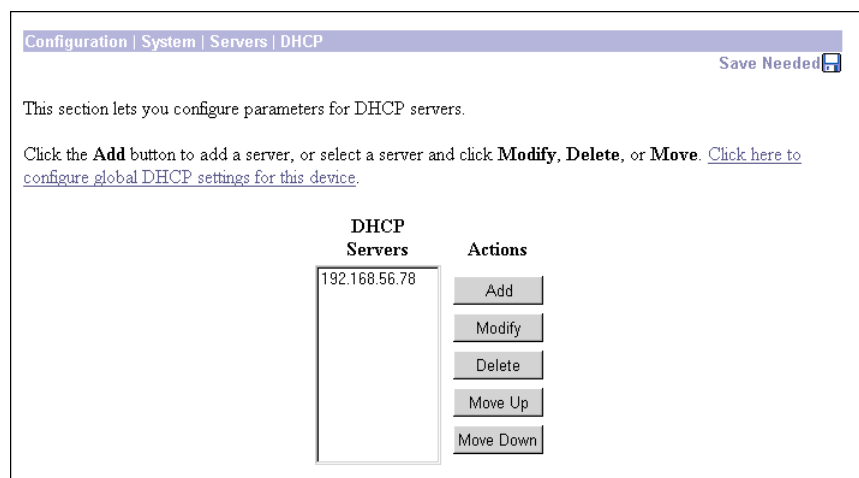 Configuration | System | Servers | DHCP
Save Needed
This section lets you configure parameters for DHCP servers.
Click the Add button to add a server, or select a server and click Modify, Delete, or Move. Click here to
configure global DHCP settings for this device.
DHCP
Servers
Actions
192.168.56.78
Add
Modify
Delete
Move Up
Move Down